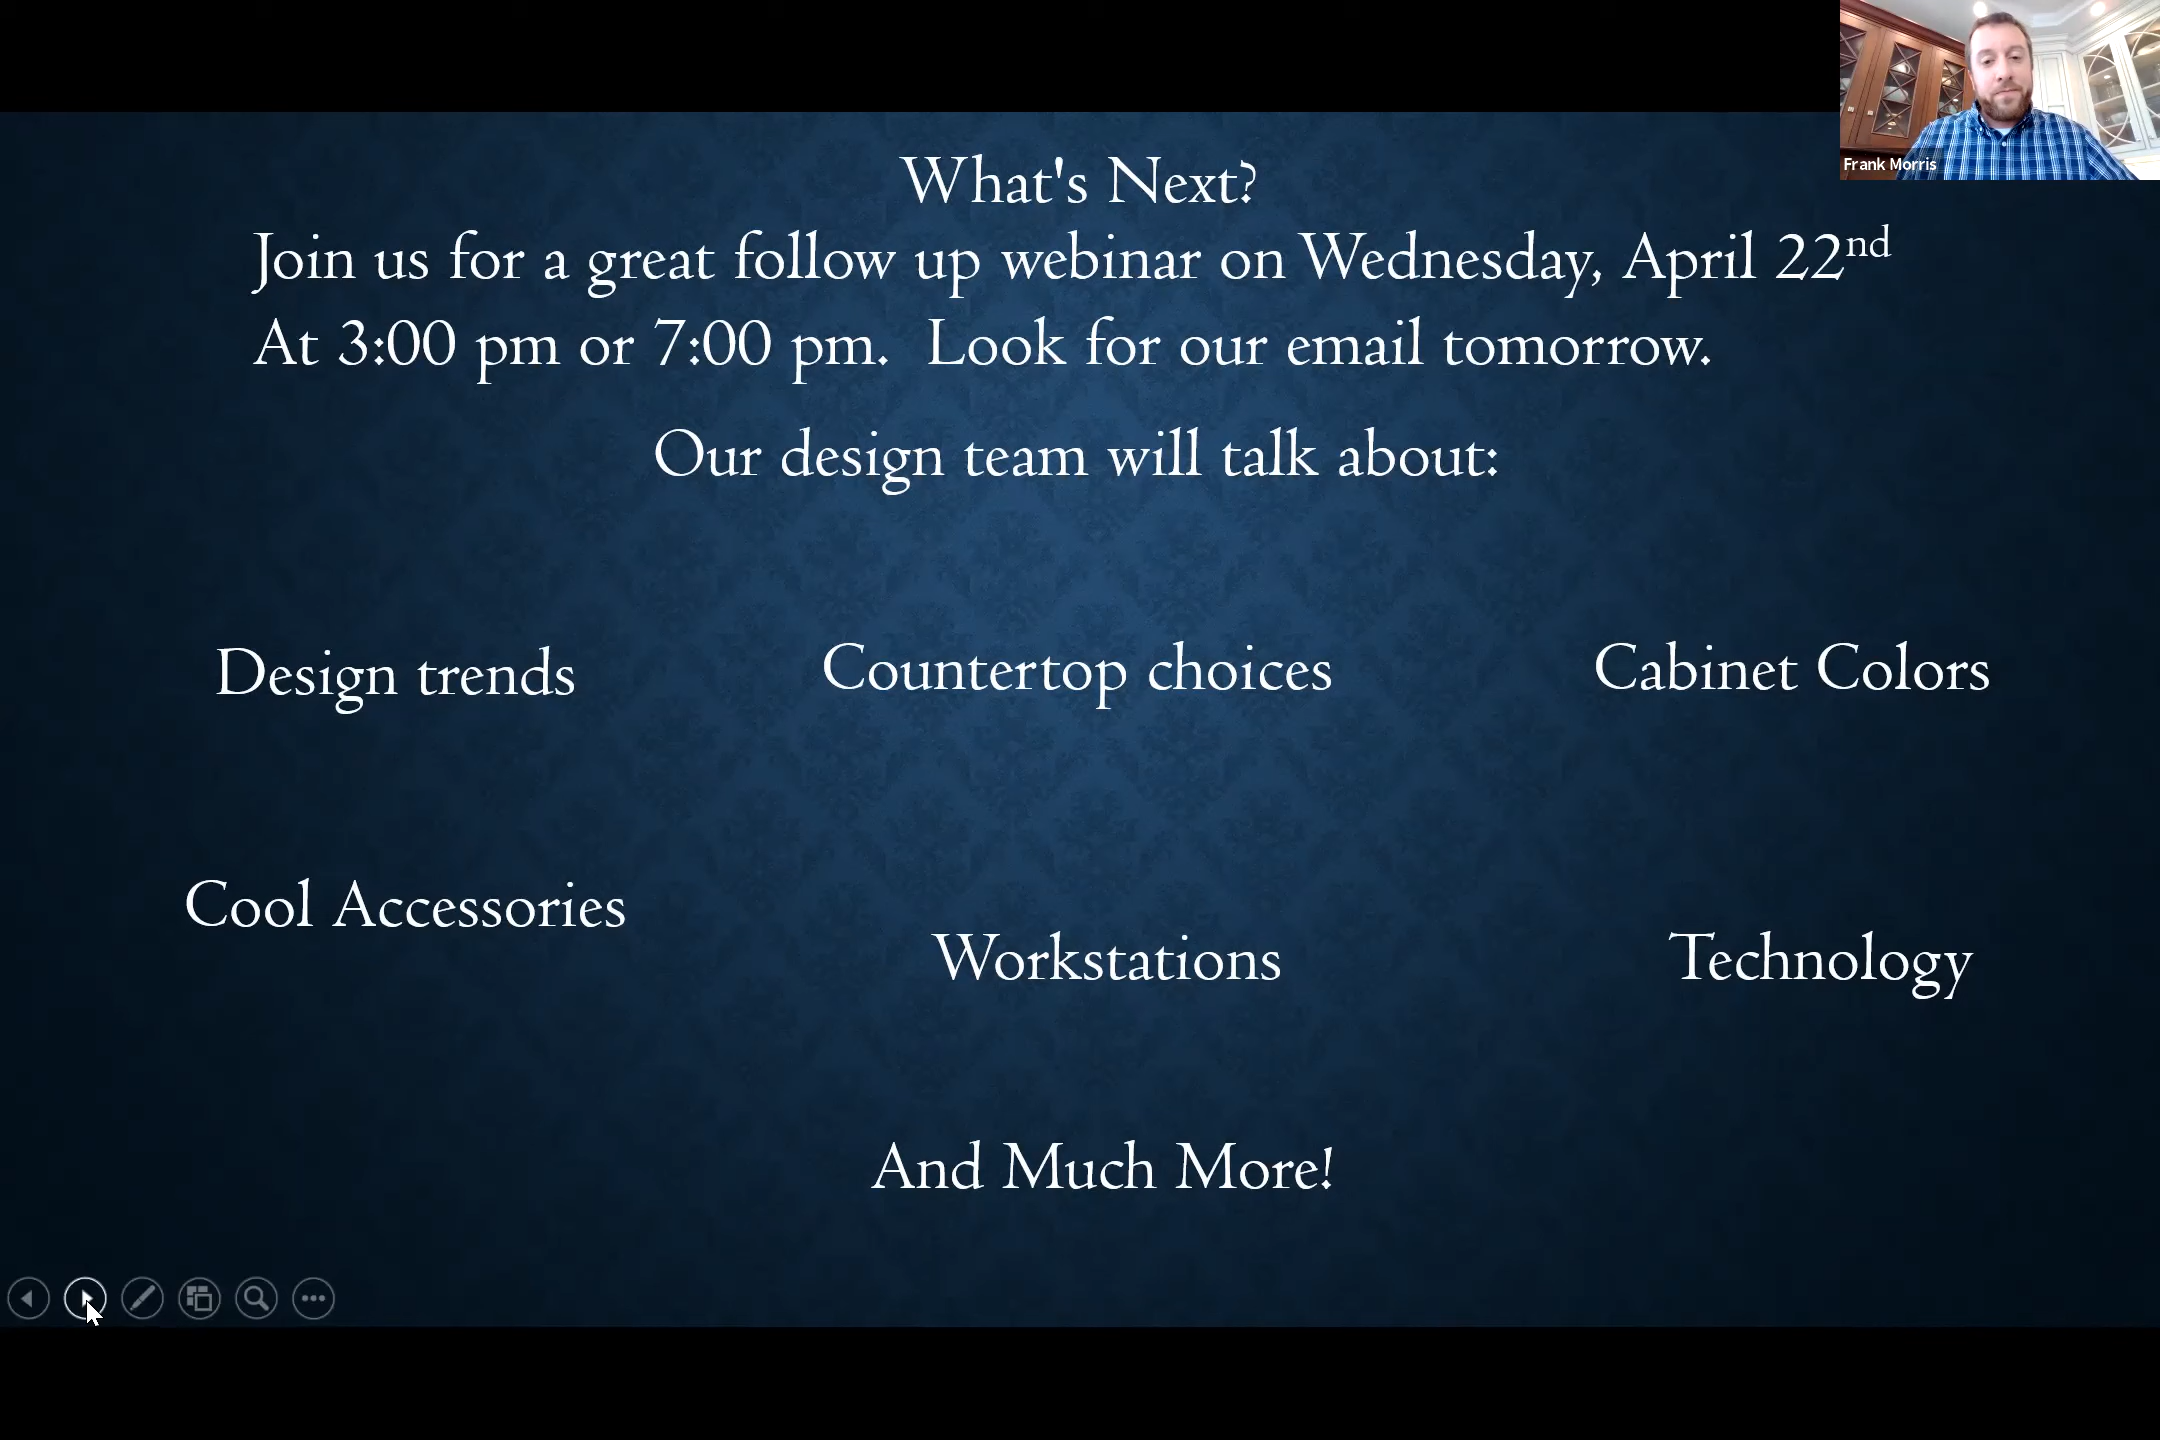 Frank Morris
What's Next?
Join us for a great follow up webinar on Wednesday, April 22nd
At 3:00 pm or 7:00 pm.  Look for our email tomorrow.
Our design team will talk about:
Design trends
Countertop choices
Cabinet Colors
Cool Accessories
Workstations
Technology
And Much More!